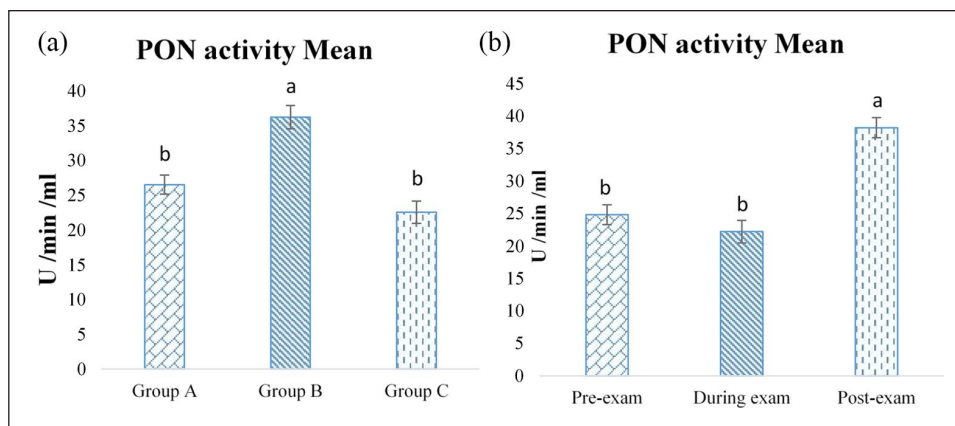 (a)
PON activity Mean
U /min /ml
40
35
30
25
20
15
10
5
0
b
a
b
Group A Group B Group C
(b)
PON activity Mean
U /min /ml
45
40
35
30
25
20
15
10
5
0
b
b
a
Pre-exam During exam Post-exam